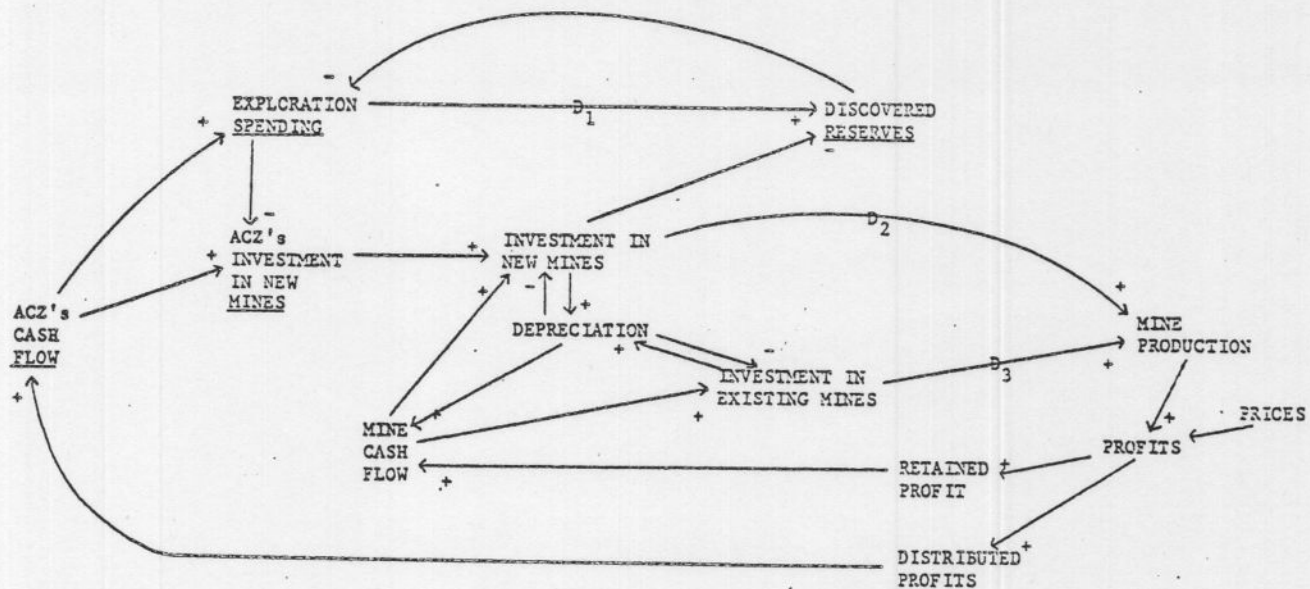 -
EXPLORATION
SPENDING
+
D1
+
DISCOVERED
RESERVES
-
-
ACZ's
INVESTMENT
IN NEW
MINES
+
+
INVESTMENT IN
NEW MINES
D2
+
+
-
+
ACZ's
CASH
FLOW
+
DEPRECIATION
+
-
MINE
PRODUCTION
+
D3
INVESTMENT IN
EXISTING MINES
+
+
MINE
CASH
FLOW
+
+
PRICES
PROFITS
+
RETAINED
PROFIT
+
DISTRIBUTED
PROFITS